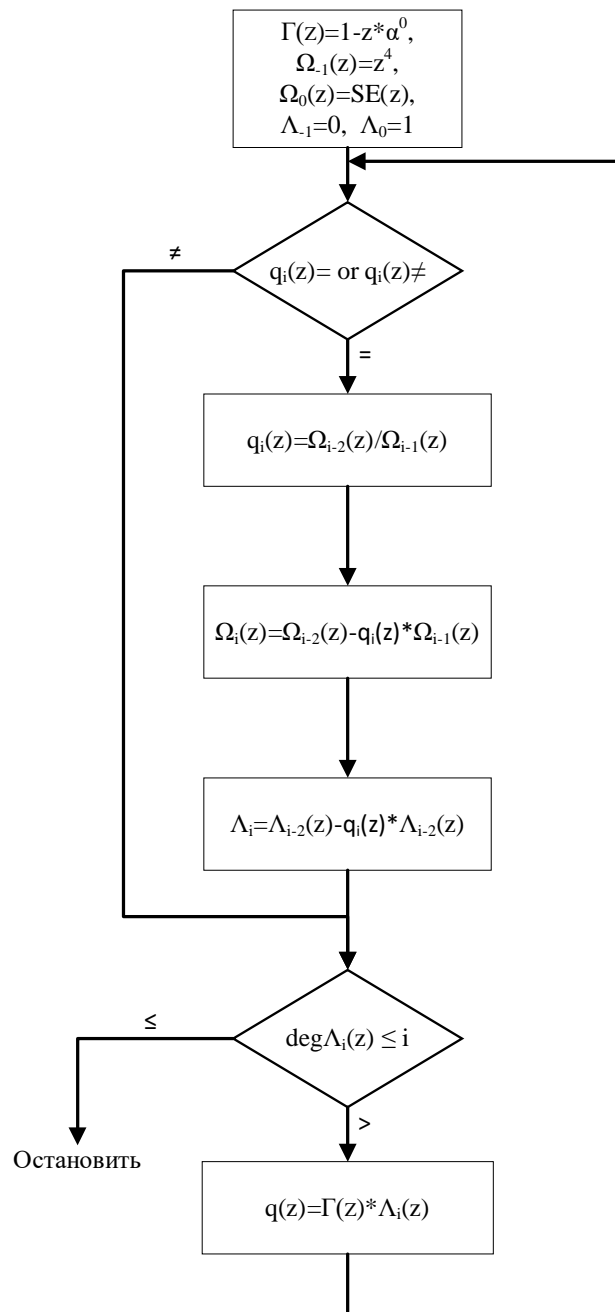 Γ(z)=1-z*α⁰,
Ω₋₁(z)=z⁴,
Ω₀(z)=SE(z),
Λ₋₁=0, Λ₀=1
≠
qᵢ(z)= or qᵢ(z)≠
=
qᵢ(z)=Ωᵢ₋₂(z)/Ωᵢ₋₁(z)
Ωᵢ(z)=Ωᵢ₋₂(z)-qᵢ(z)*Ωᵢ₋₁(z)
Λᵢ=Λᵢ₋₂(z)-qᵢ(z)*Λᵢ₋₂(z)
≤
degΛᵢ(z) ≤ i
>
Остановить
q(z)=Γ(z)*Λᵢ(z)